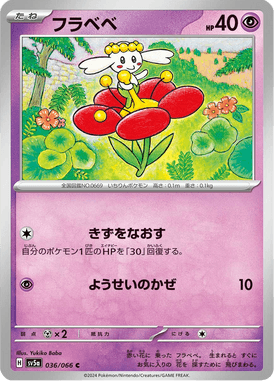 たね
フラベベ
HP 40
全国図鑑 NO.0669 いちりんポケモン 高さ:0.1m 重さ:0.1kg
きずをなおす
自分のポケモン1匹のHPを「30」回復する。
ようせいのかぜ 10
弱点 ×2 抵抗力 にげる
Illus. Yukiko Baba
H sv5a 036/066 C
©2024 Pokémon/Nintendo/Creatures/GAME FREAK.